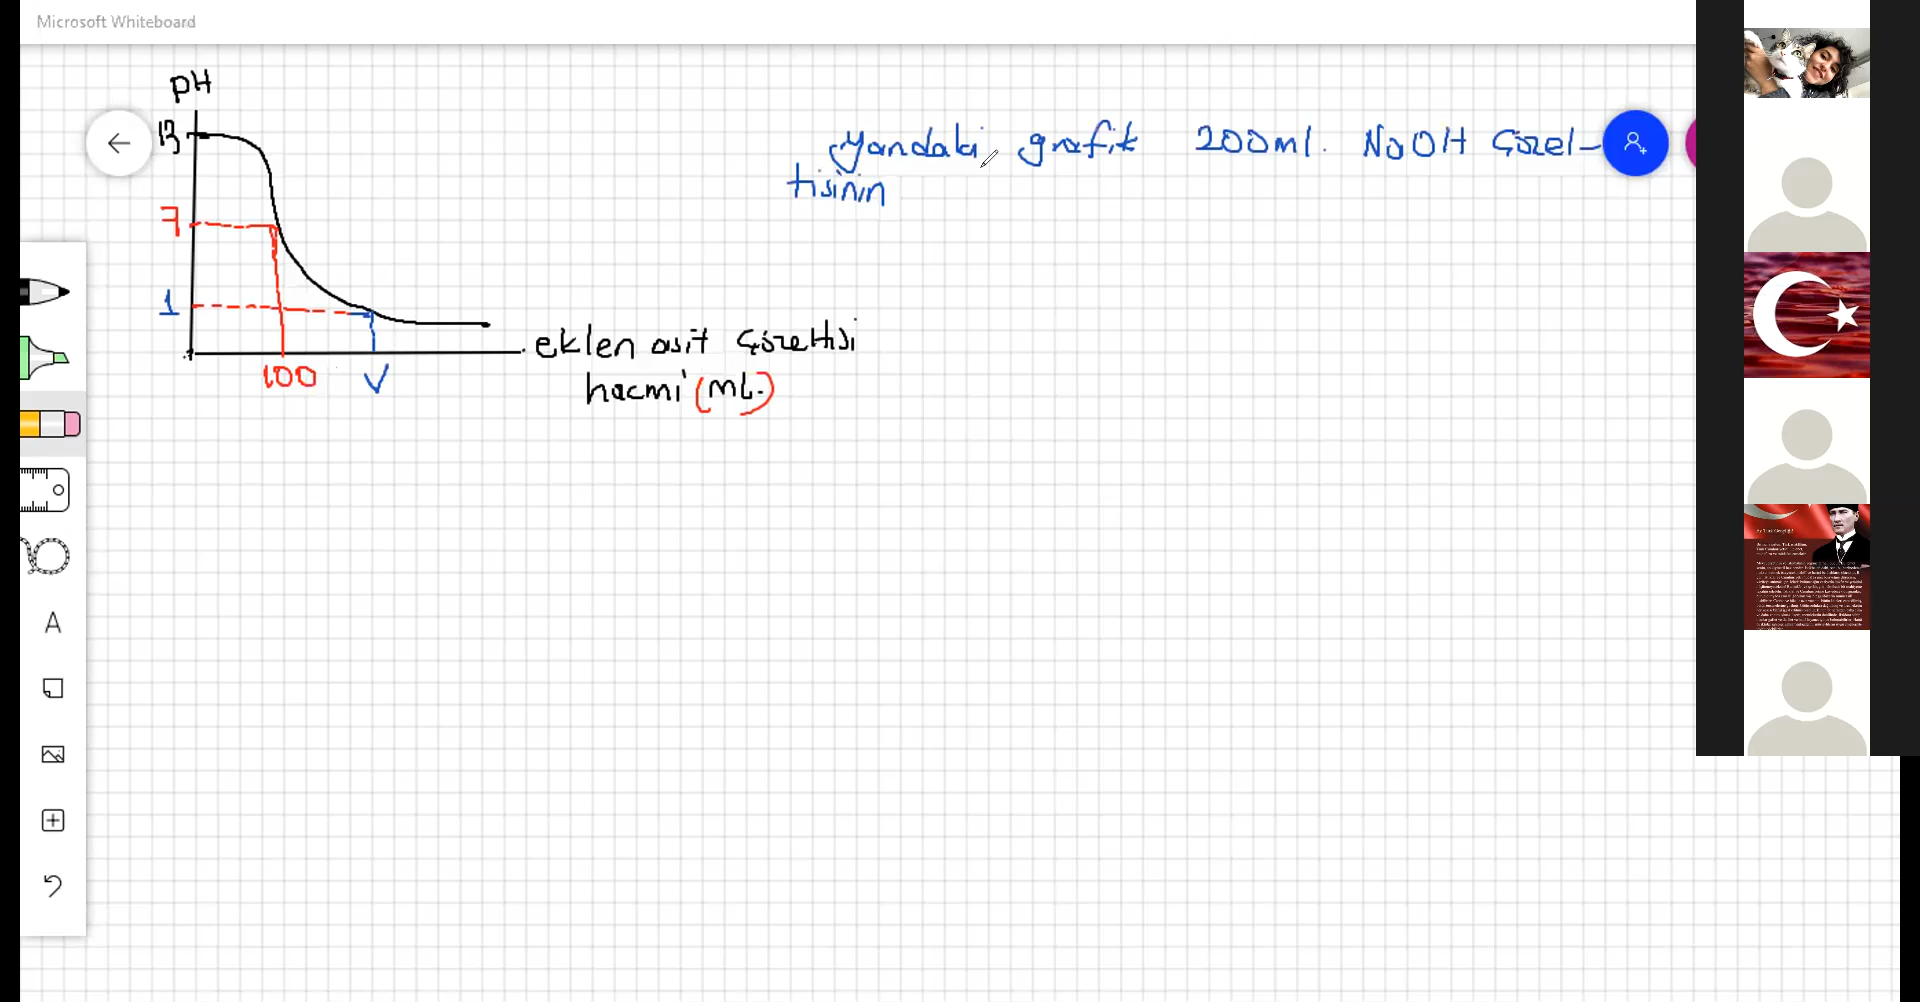 Microsoft Whiteboard
pH
13
7
1
100
V
eklen asit çözeltisi
hacmi (mL)
yandaki grafik 200ml. NaOH çözel-
tisinin
A